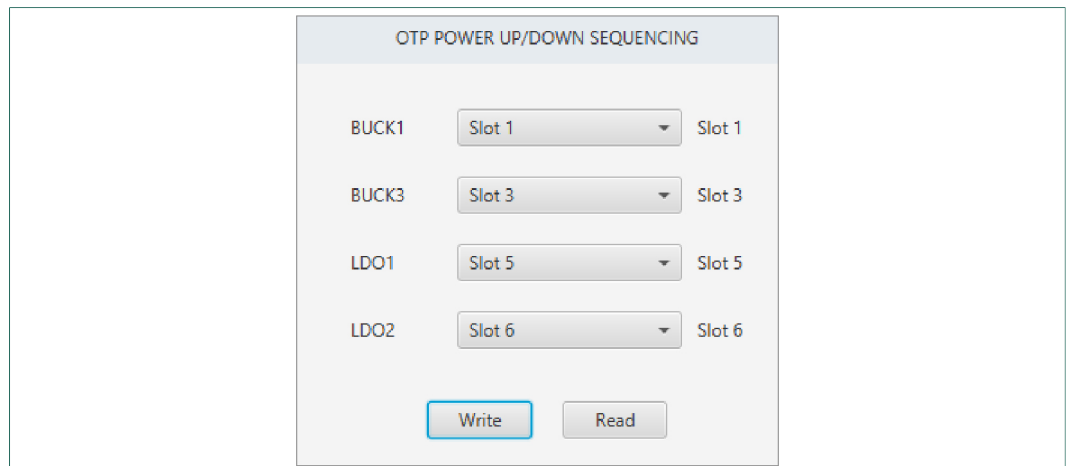 OTP POWER UP/DOWN SEQUENCING
BUCK1 Slot 1 Slot 1
BUCK3 Slot 3 Slot 3
LDO1 Slot 5 Slot 5
LDO2 Slot 6 Slot 6
Write Read